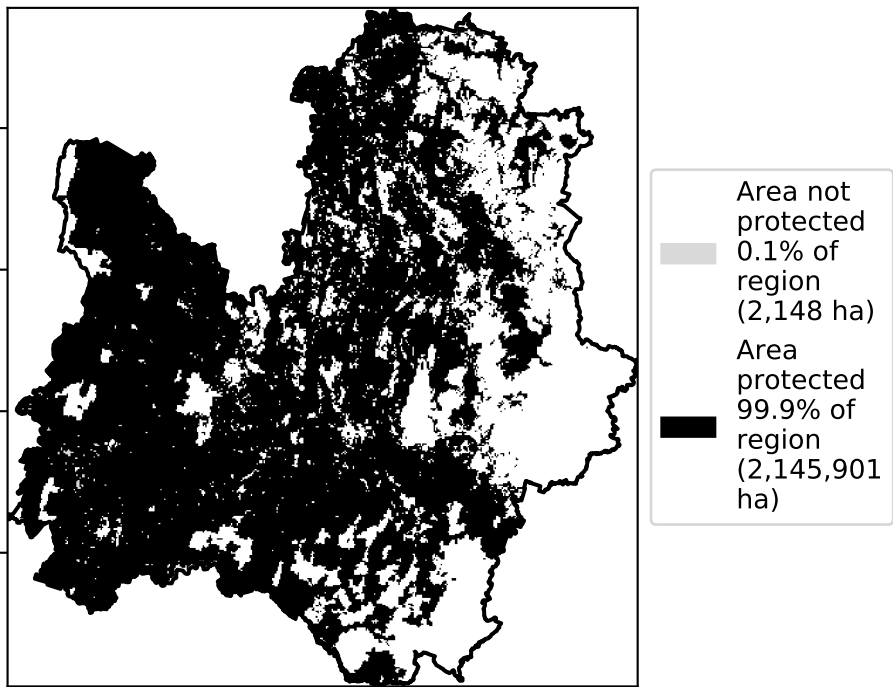 Area not
protected
0.1% of
region
(2,148 ha)
Area
protected
99.9% of
region
(2,145,901
ha)